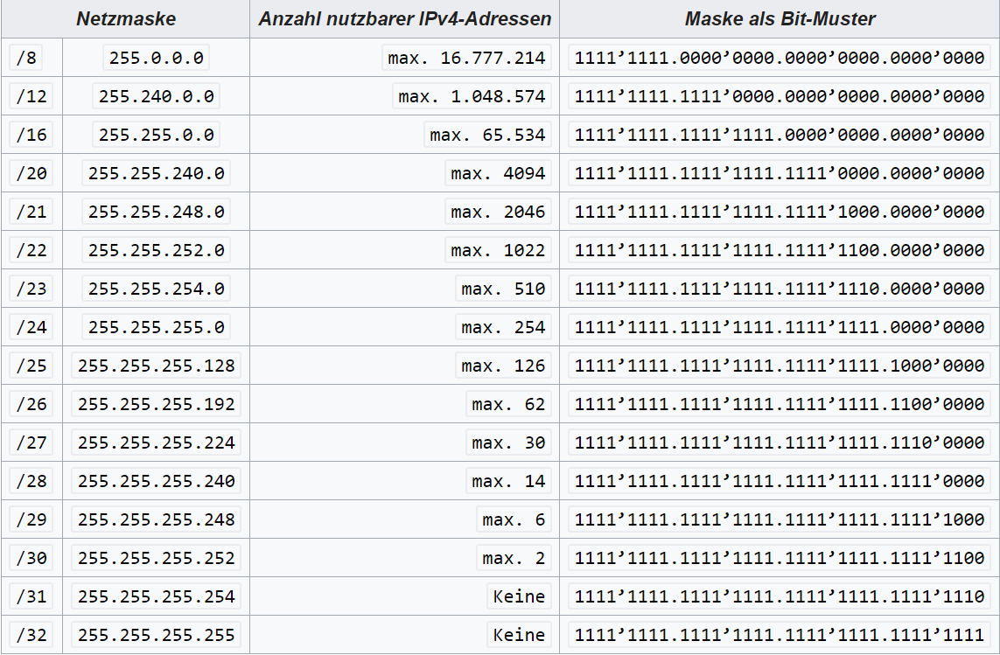 Netzmaske Anzahl nutzbarer IPv4-Adressen Maske als Bit-Muster
/8 255.0.0.0 max. 16.777.214 1111’1111.0000’0000.0000’0000.0000’0000
/12 255.240.0.0 max. 1.048.574 1111’1111.1111’0000.0000’0000.0000’0000
/16 255.255.0.0 max. 65.534 1111’1111.1111’1111.0000’0000.0000’0000
/20 255.255.240.0 max. 4094 1111’1111.1111’1111.1111’0000.0000’0000
/21 255.255.248.0 max. 2046 1111’1111.1111’1111.1111’1000.0000’0000
/22 255.255.252.0 max. 1022 1111’1111.1111’1111.1111’1100.0000’0000
/23 255.255.254.0 max. 510 1111’1111.1111’1111.1111’1110.0000’0000
/24 255.255.255.0 max. 254 1111’1111.1111’1111.1111’1111.0000’0000
/25 255.255.255.128 max. 126 1111’1111.1111’1111.1111’1111.1000’0000
/26 255.255.255.192 max. 62 1111’1111.1111’1111.1111’1111.1100’0000
/27 255.255.255.224 max. 30 1111’1111.1111’1111.1111’1111.1110’0000
/28 255.255.255.240 max. 14 1111’1111.1111’1111.1111’1111.1111’0000
/29 255.255.255.248 max. 6 1111’1111.1111’1111.1111’1111.1111’1000
/30 255.255.255.252 max. 2 1111’1111.1111’1111.1111’1111.1111’1100
/31 255.255.255.254 Keine 1111’1111.1111’1111.1111’1111.1111’1110
/32 255.255.255.255 Keine 1111’1111.1111’1111.1111’1111.1111’1111